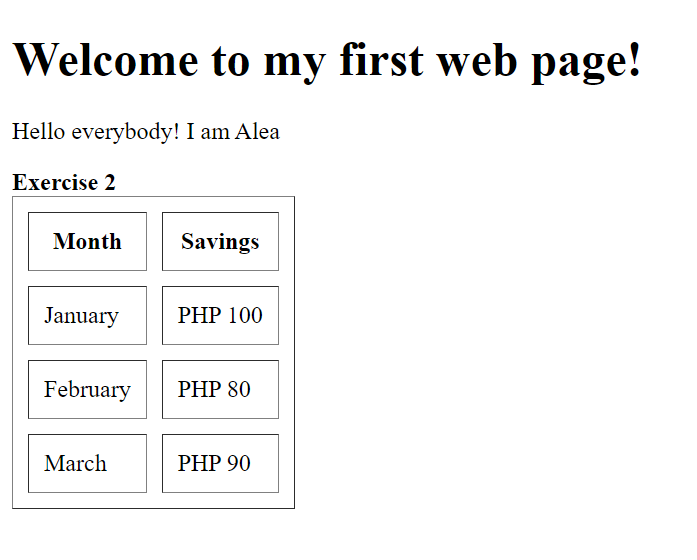 Welcome to my first web page!
Hello everybody! I am Alea
Exercise 2
Month Savings
January PHP 100
February PHP 80
March PHP 90